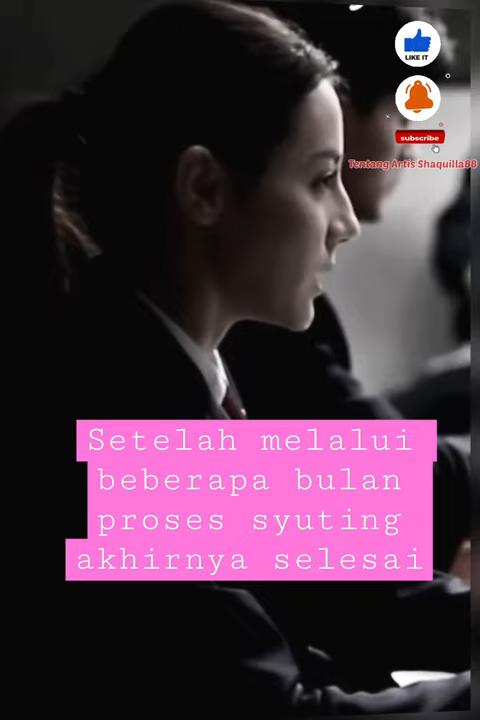 LIKE IT
subscribe
Tentang Artis Shaquilla88
Setelah melalui
beberapa bulan
proses syuting
akhirnya selesai